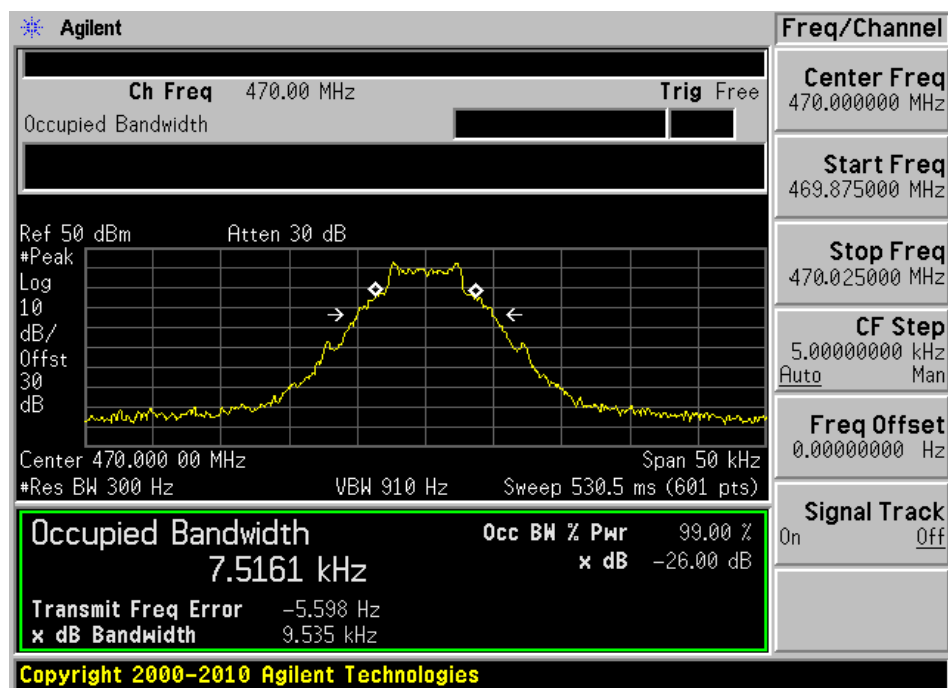 Agilent
Freq/Channel
Ch Freq 470.00 MHz Trig Free
Occupied Bandwidth
Center Freq
470.000000 MHz
Start Freq
469.875000 MHz
Stop Freq
470.025000 MHz
CF Step
5.00000000 kHz
Auto Man
Freq Offset
0.00000000 Hz
Signal Track
On Off
Ref 50 dBm Atten 30 dB
#Peak
Log
10
dB/
Offst
30
dB
Center 470.000 00 MHz Span 50 kHz
#Res BW 300 Hz VBW 910 Hz Sweep 530.5 ms (601 pts)
Occupied Bandwidth Occ BW % Pwr 99.00 %
7.5161 kHz x dB -26.00 dB
Transmit Freq Error -5.598 Hz
x dB Bandwidth 9.535 kHz
Copyright 2000-2010 Agilent Technologies